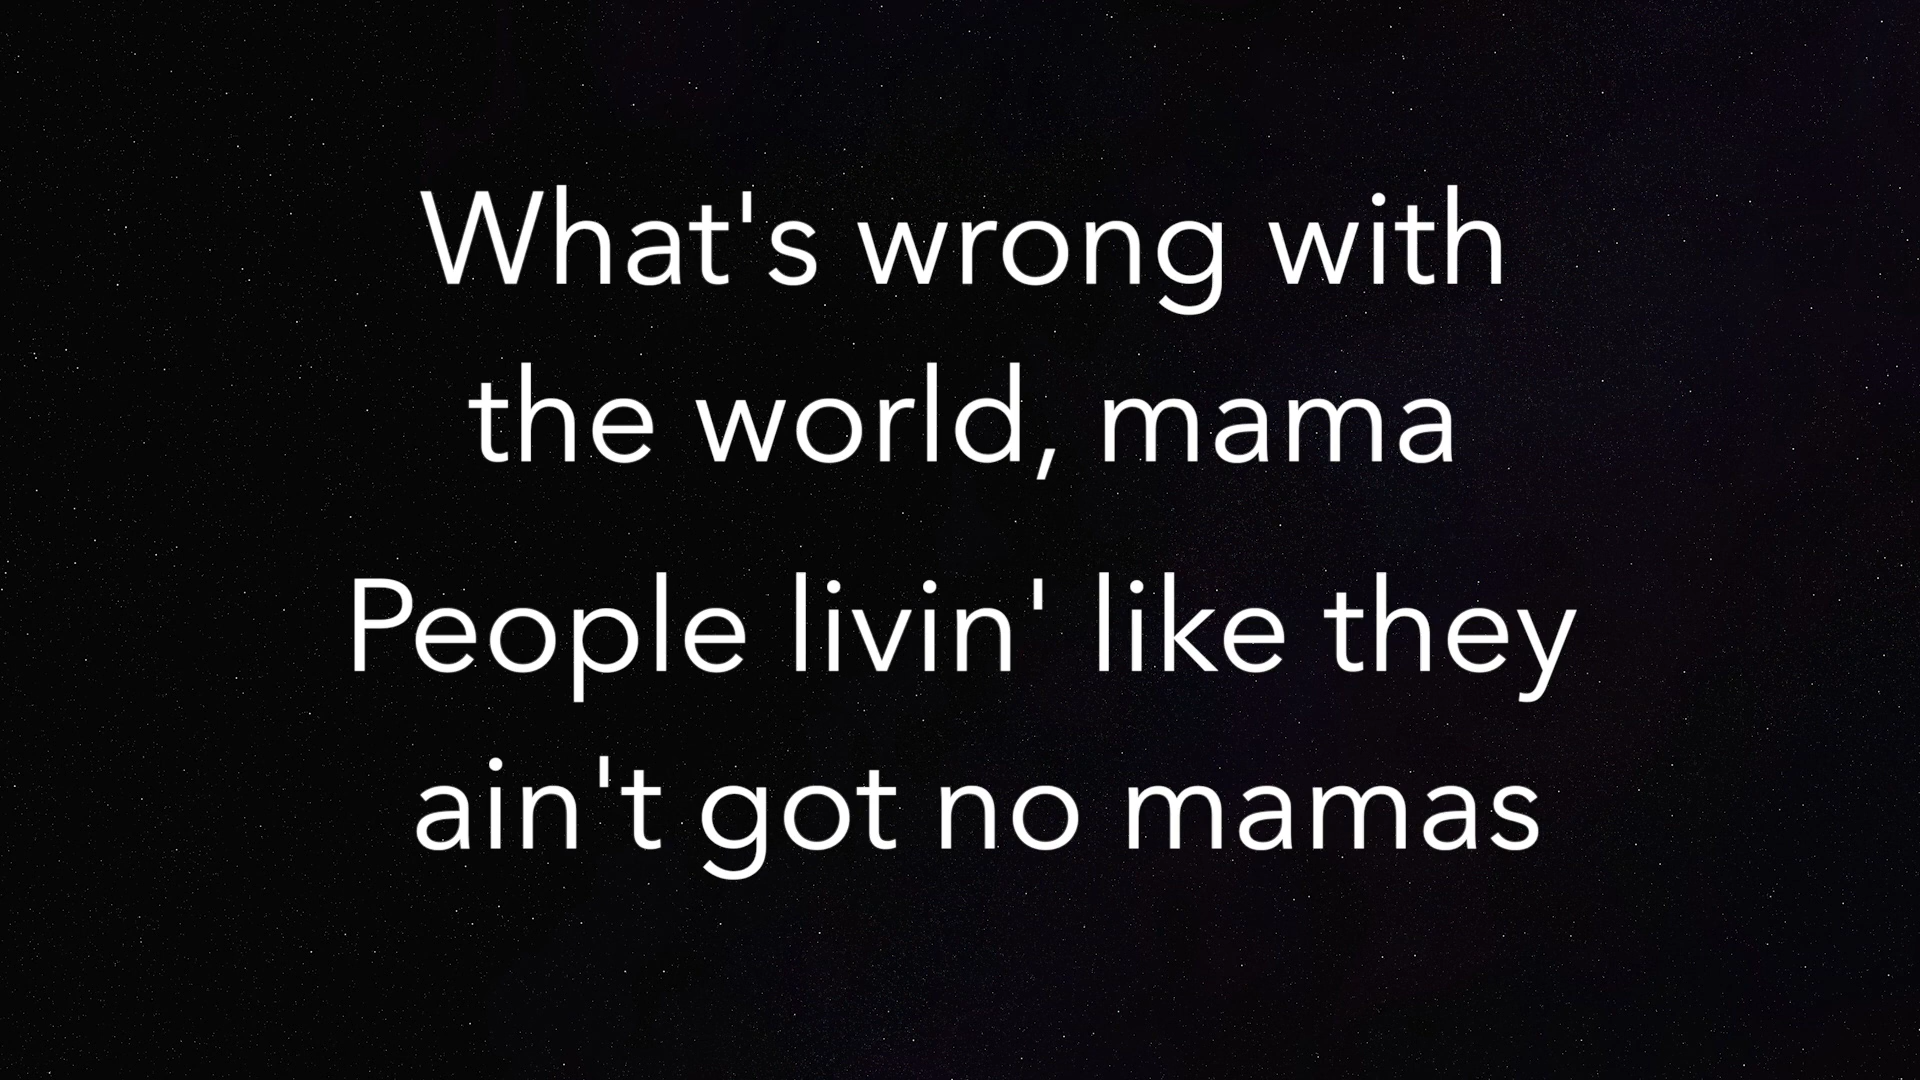 What's wrong with
the world, mama
People livin' like they
ain't got no mamas